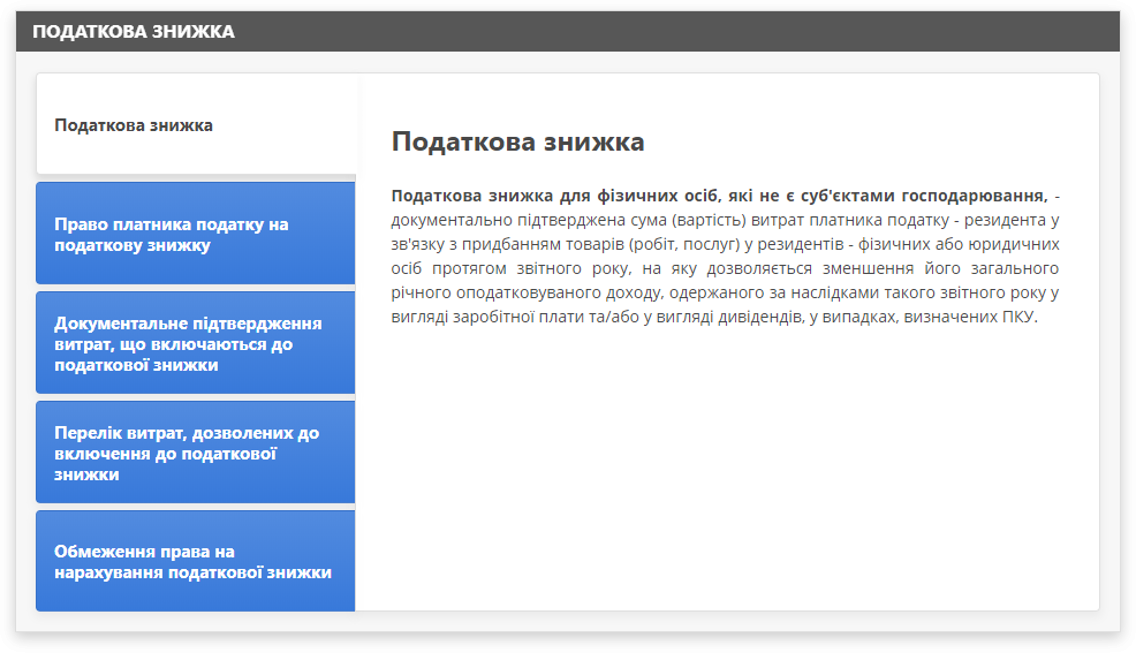 ПОДАТКОВА ЗНИЖКА
Податкова знижка
Право платника податку на
податкову знижку
Документальне підтвердження
витрат, що включаються до
податкової знижки
Перелік витрат, дозволених до
включення до податкової
знижки
Обмеження права на
нарахування податкової знижки
Податкова знижка
Податкова знижка для фізичних осіб, які не є суб'єктами господарювання, -
документально підтверджена сума (вартість) витрат платника податку - резидента у
зв'язку з придбанням товарів (робіт, послуг) у резидентів - фізичних або юридичних
осіб протягом звітного року, на яку дозволяється зменшення його загального
річного оподатковуваного доходу, одержаного за наслідками такого звітного року у
вигляді заробітної плати та/або у вигляді дивідендів, у випадках, визначених ПКУ.